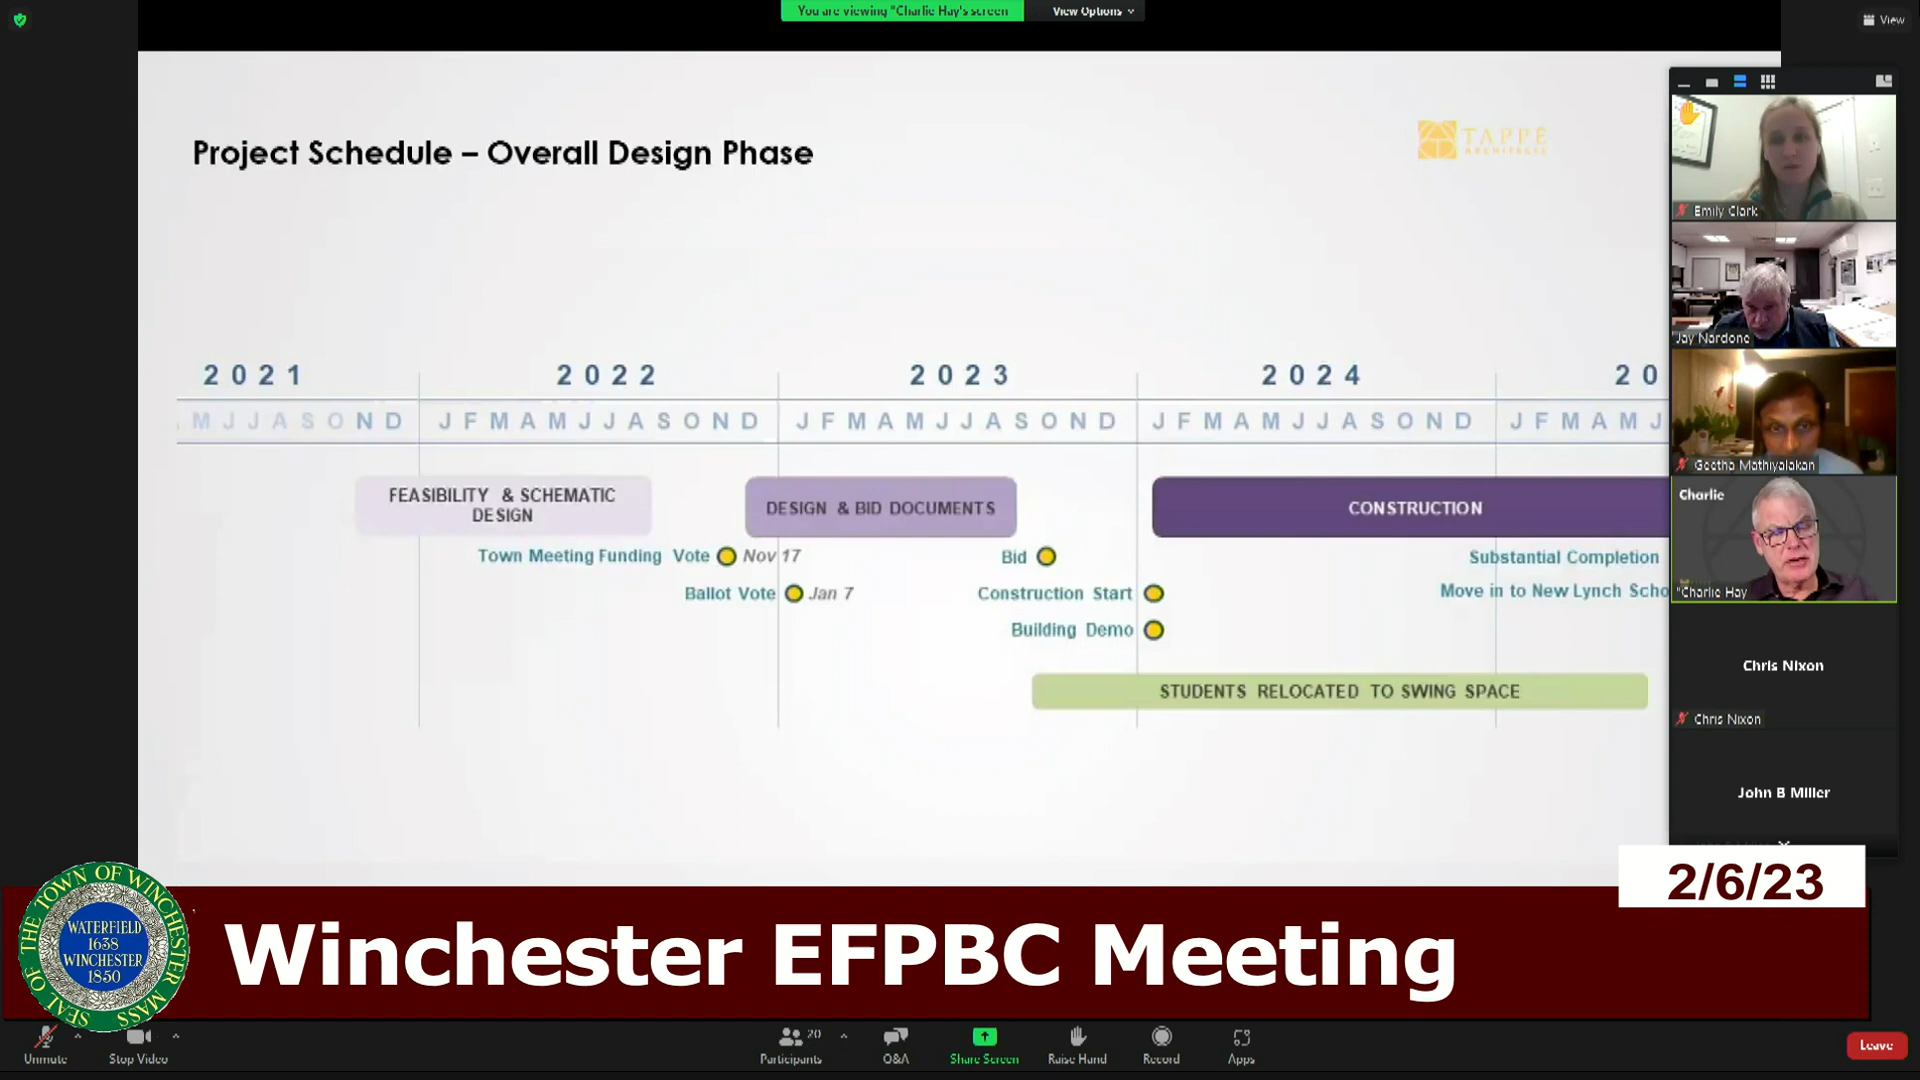 You are viewing "Charlie Hay's screen
View Options
View
Project Schedule – Overall Design Phase
TAPPÉ
ARCHITECTS
2021 2022 2023 2024 20
M J J A S O N D J F M A M J J A S O N D J F M A M J J A S O N D J F M A M J J A S O N D J F M A M J
FEASIBILITY & SCHEMATIC
DESIGN
DESIGN & BID DOCUMENTS
CONSTRUCTION
Town Meeting Funding Vote Nov 17
Bid
Substantial Completion
Ballot Vote Jan 7
Construction Start
Move in to New Lynch Scho
Building Demo
STUDENTS RELOCATED TO SWING SPACE
Emily Clark
Jay Nardone
Geetha Mathiyalakan
Charlie
"Charlie Hay
Chris Nixon
Chris Nixon
John B Miller
2/6/23
Winchester EFPBC Meeting
THE TOWN OF WINCHESTER MASS
SEAL OF
WATERFIELD
1638
WINCHESTER
1850
Unmute
Stop Video
20
Participants
Q&A
Share Screen
Raise Hand
Record
Apps
Leave